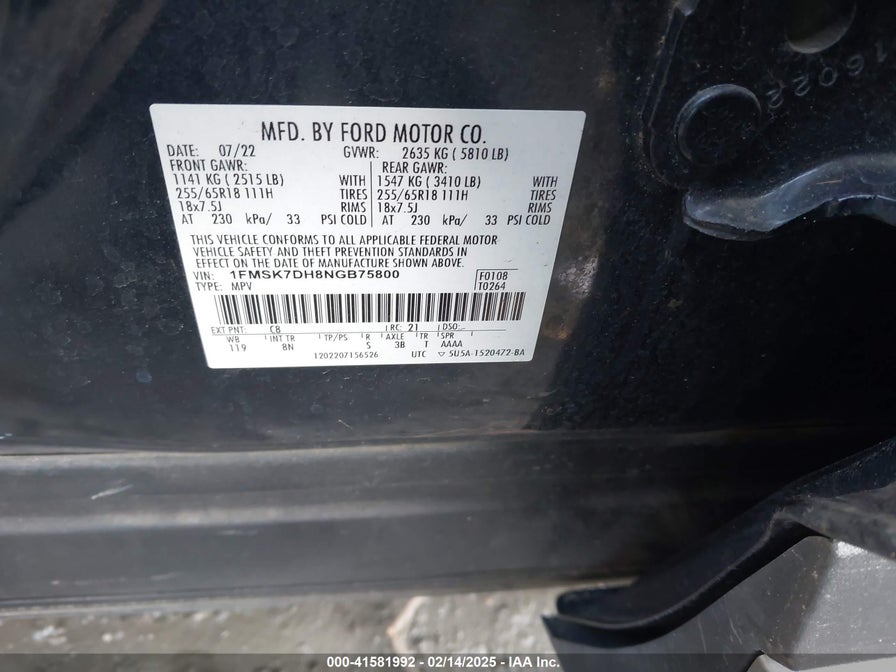 16022
MFD. BY FORD MOTOR CO.
DATE: 07/22 GVWR: 2635 KG ( 5810 LB)
FRONT GAWR: REAR GAWR:
1141 KG ( 2515 LB) WITH 1547 KG ( 3410 LB) WITH
255/65R18 111H TIRES 255/65R18 111H TIRES
18x7.5J RIMS 18x7.5J RIMS
AT 230 kPa/ 33 PSI COLD AT 230 kPa/ 33 PSI COLD
THIS VEHICLE CONFORMS TO ALL APPLICABLE FEDERAL MOTOR
VEHICLE SAFETY AND THEFT PREVENTION STANDARDS IN EFFECT
ON THE DATE OF MANUFACTURE SHOWN ABOVE.
VIN: 1FMSK7DH8NGB75800 F0108
TYPE: MPV T0264
EXT PNT: C8 RC: 21 DSO:
WB INT TR TP/PS R AXLE TR SPR
119 8N S 3B T AAAA
1202207156526 UTC ▽ 5U5A-1520472-BA
000-41581992 - 02/14/2025 - IAA Inc.